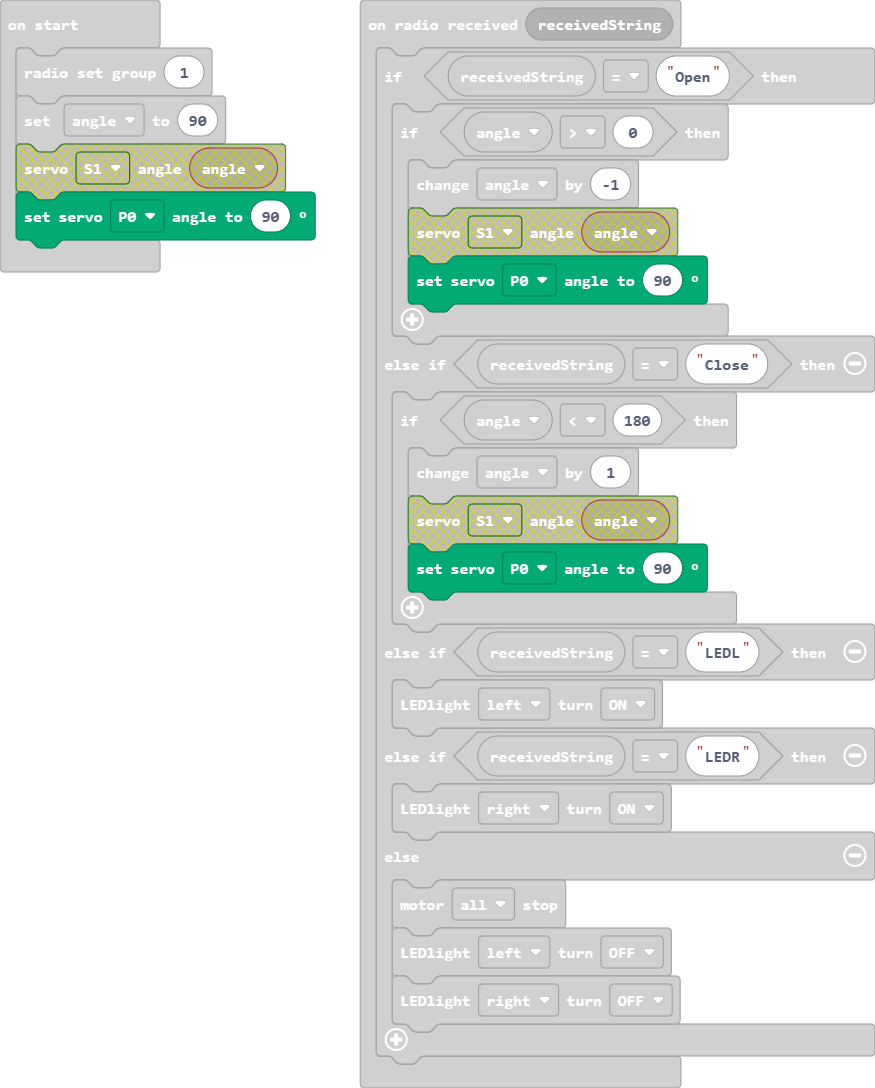 on start
radio set group 1
set angle to 90
servo S1 angle angle
set servo P0 angle to 90 °
on radio received receivedString
if receivedString = "Open" then
if angle > 0 then
change angle by -1
servo S1 angle angle
set servo P0 angle to 90 °
else if receivedString = "Close" then
if angle < 180 then
change angle by 1
servo S1 angle angle
set servo P0 angle to 90 °
else if receivedString = "LEDL" then
LEDlight left turn ON
else if receivedString = "LEDR" then
LEDlight right turn ON
else
motor all stop
LEDlight left turn OFF
LEDlight right turn OFF